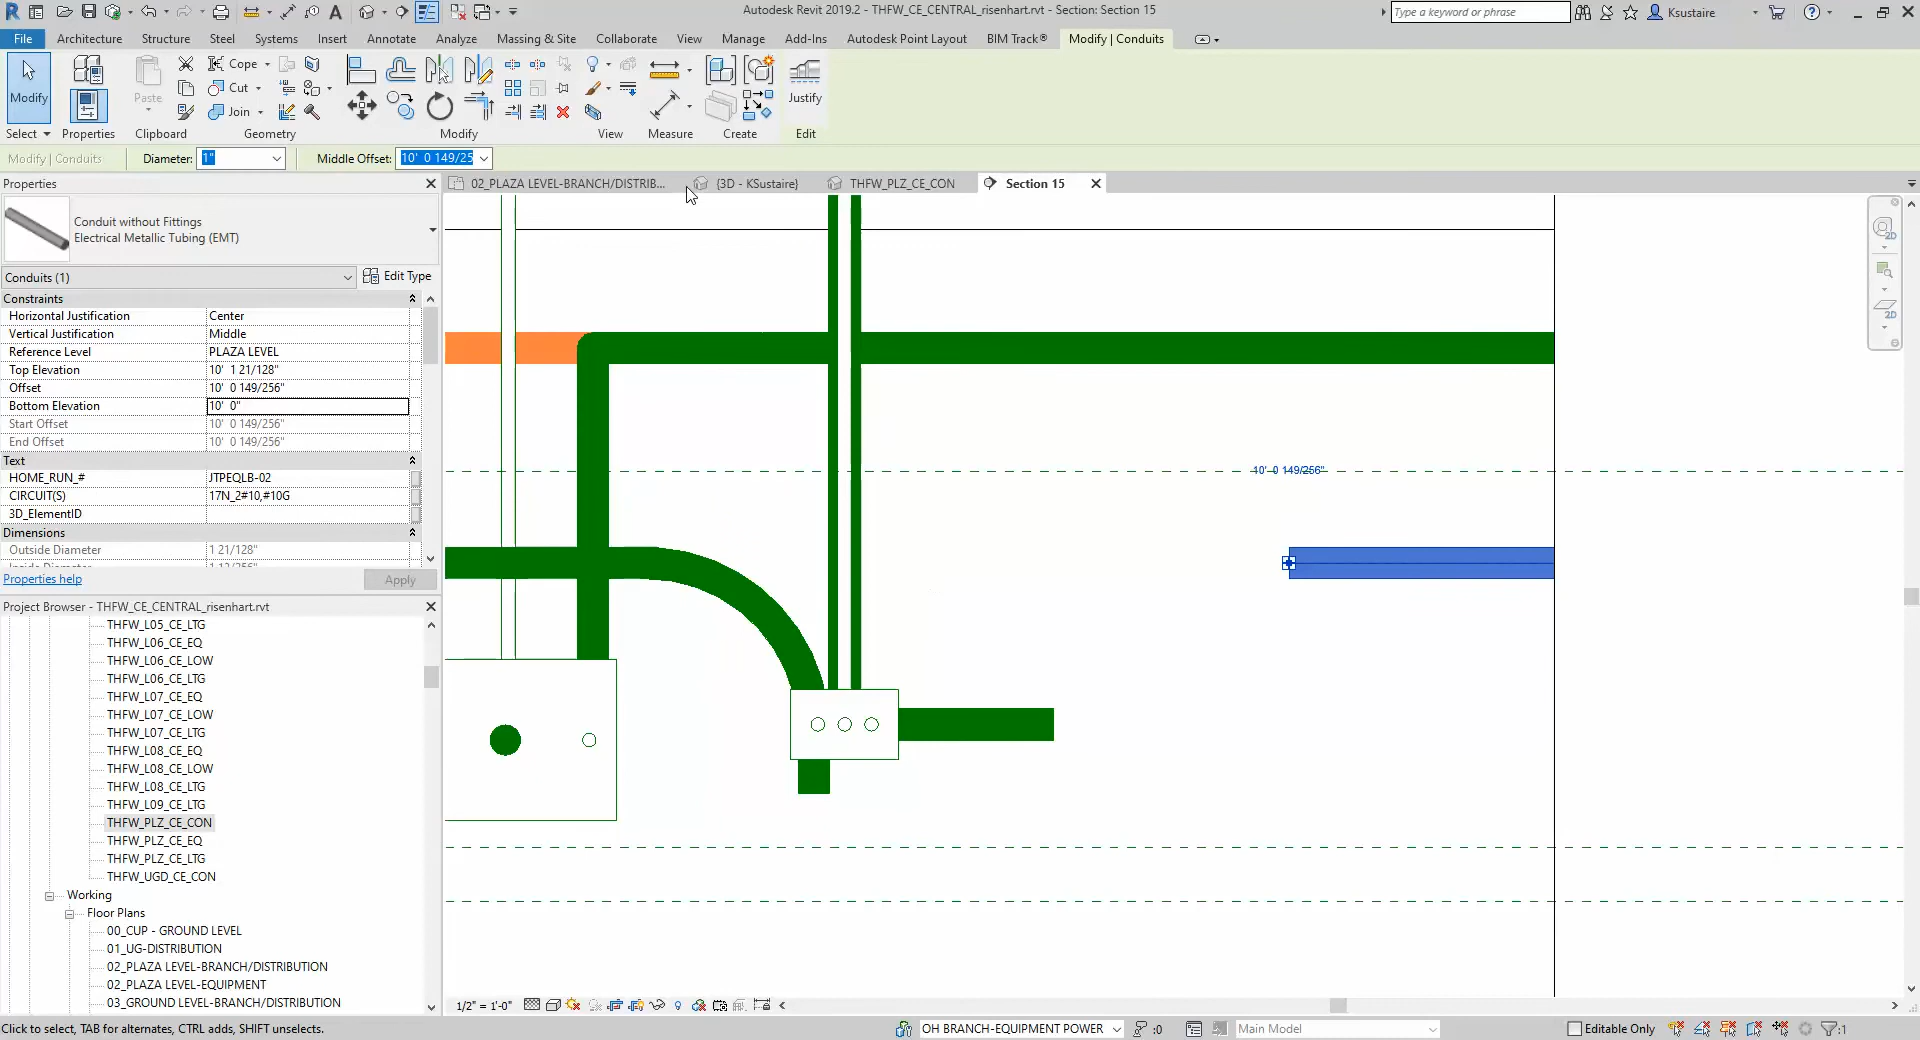 Autodesk Revit 2019.2 - THFW_CE_CENTRAL_risenhart.rvt - Section: Section 15
Type a keyword or phrase
Ksustaire
File
Architecture
Structure
Steel
Systems
Insert
Annotate
Analyze
Massing & Site
Collaborate
View
Manage
Add-Ins
Autodesk Point Layout
BIM Track®
Modify | Conduits
Modify
Paste
Cope
Cut
Join
Justify
Select
Properties
Clipboard
Geometry
Modify
View
Measure
Create
Edit
Modify | Conduits
Diameter: 1"
Middle Offset: 10' 0 149/25
Properties
02_PLAZA LEVEL-BRANCH/DISTRIB...
{3D - KSustaire}
THFW_PLZ_CE_CON
Section 15
Conduit without Fittings
Electrical Metallic Tubing (EMT)
Conduits (1)
Edit Type
Constraints
Horizontal Justification Center
Vertical Justification Middle
Reference Level PLAZA LEVEL
Top Elevation 10' 1 21/128"
Offset 10' 0 149/256"
Bottom Elevation 10' 0"
Start Offset 10' 0 149/256"
End Offset 10' 0 149/256"
Text
HOME_RUN_# JTPEQLB-02
CIRCUIT(S) 17N_2#10,#10G
3D_ElementID
Dimensions
Outside Diameter 1 21/128"
Properties help
Apply
Project Browser - THFW_CE_CENTRAL_risenhart.rvt
THFW_L05_CE_LTG
THFW_L06_CE_EQ
THFW_L06_CE_LOW
THFW_L06_CE_LTG
THFW_L07_CE_EQ
THFW_L07_CE_LOW
THFW_L07_CE_LTG
THFW_L08_CE_EQ
THFW_L08_CE_LOW
THFW_L08_CE_LTG
THFW_L09_CE_LTG
THFW_PLZ_CE_CON
THFW_PLZ_CE_EQ
THFW_PLZ_CE_LTG
THFW_UGD_CE_CON
Working
Floor Plans
00_CUP - GROUND LEVEL
01_UG-DISTRIBUTION
02_PLAZA LEVEL-BRANCH/DISTRIBUTION
02_PLAZA LEVEL-EQUIPMENT
03_GROUND LEVEL-BRANCH/DISTRIBUTION
10' 0 149/256"
2D
2D
1/2" = 1'-0"
Click to select, TAB for alternates, CTRL adds, SHIFT unselects.
OH BRANCH-EQUIPMENT POWER
:0
Main Model
Editable Only
:1